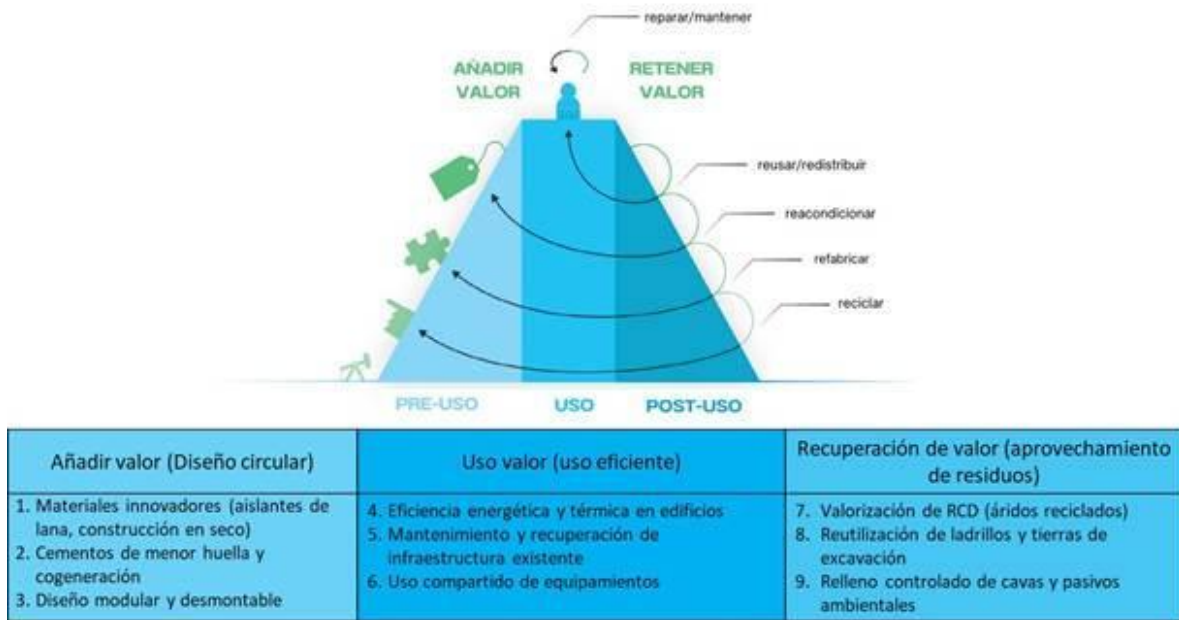 reparar/mantener
AÑADIR
VALOR
RETENER
VALOR
reusar/redistribuir
reacondicionar
refabricar
reciclar
PRE-USO
USO
POST-USO
Añadir valor (Diseño circular)
1. Materiales innovadores (aislantes de
lana, construcción en seco)
2. Cementos de menor huella y
cogeneración
3. Diseño modular y desmontable
Uso valor (uso eficiente)
4. Eficiencia energética y térmica en edificios
5. Mantenimiento y recuperación de
infraestructura existente
6. Uso compartido de equipamientos
Recuperación de valor (aprovechamiento
de residuos)
7. Valorización de RCD (áridos reciclados)
8. Reutilización de ladrillos y tierras de
excavación
9. Relleno controlado de cavas y pasivos
ambientales